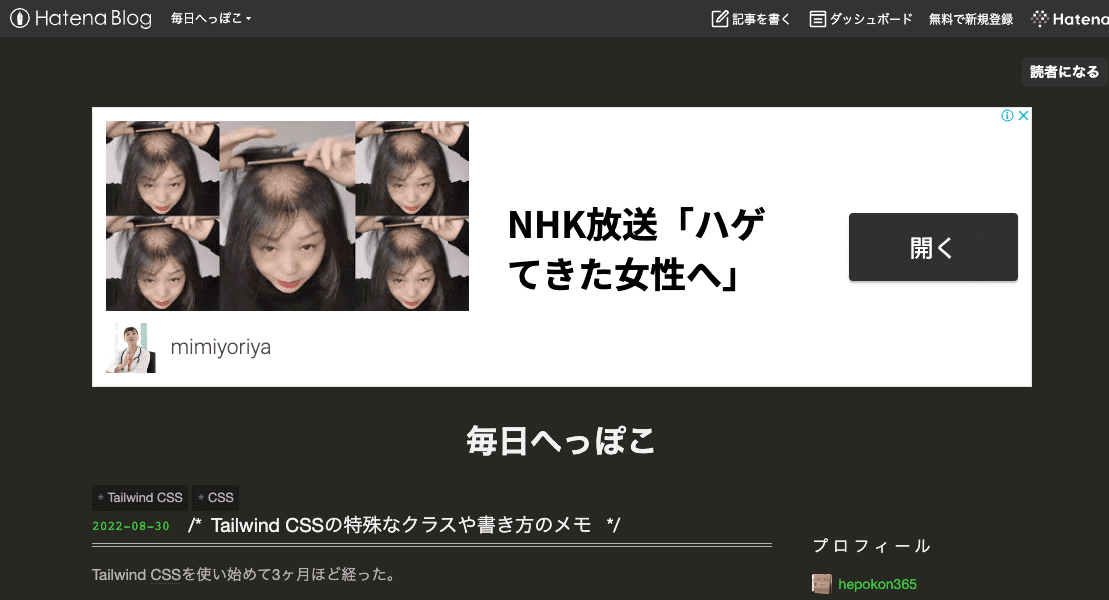 Hatena Blog 毎日へっぽこ 記事を書く ダッシュボード 無料で新規登録 Hatena
読者になる
NHK放送「ハゲ
てきた女性へ」
開く
mimiyoriya
毎日へっぽこ
* Tailwind CSS * CSS
2022-08-30 /* Tailwind CSSの特殊なクラスや書き方のメモ */
プロフィール
Tailwind CSSを使い始めて3ヶ月ほど経った。
hepokon365